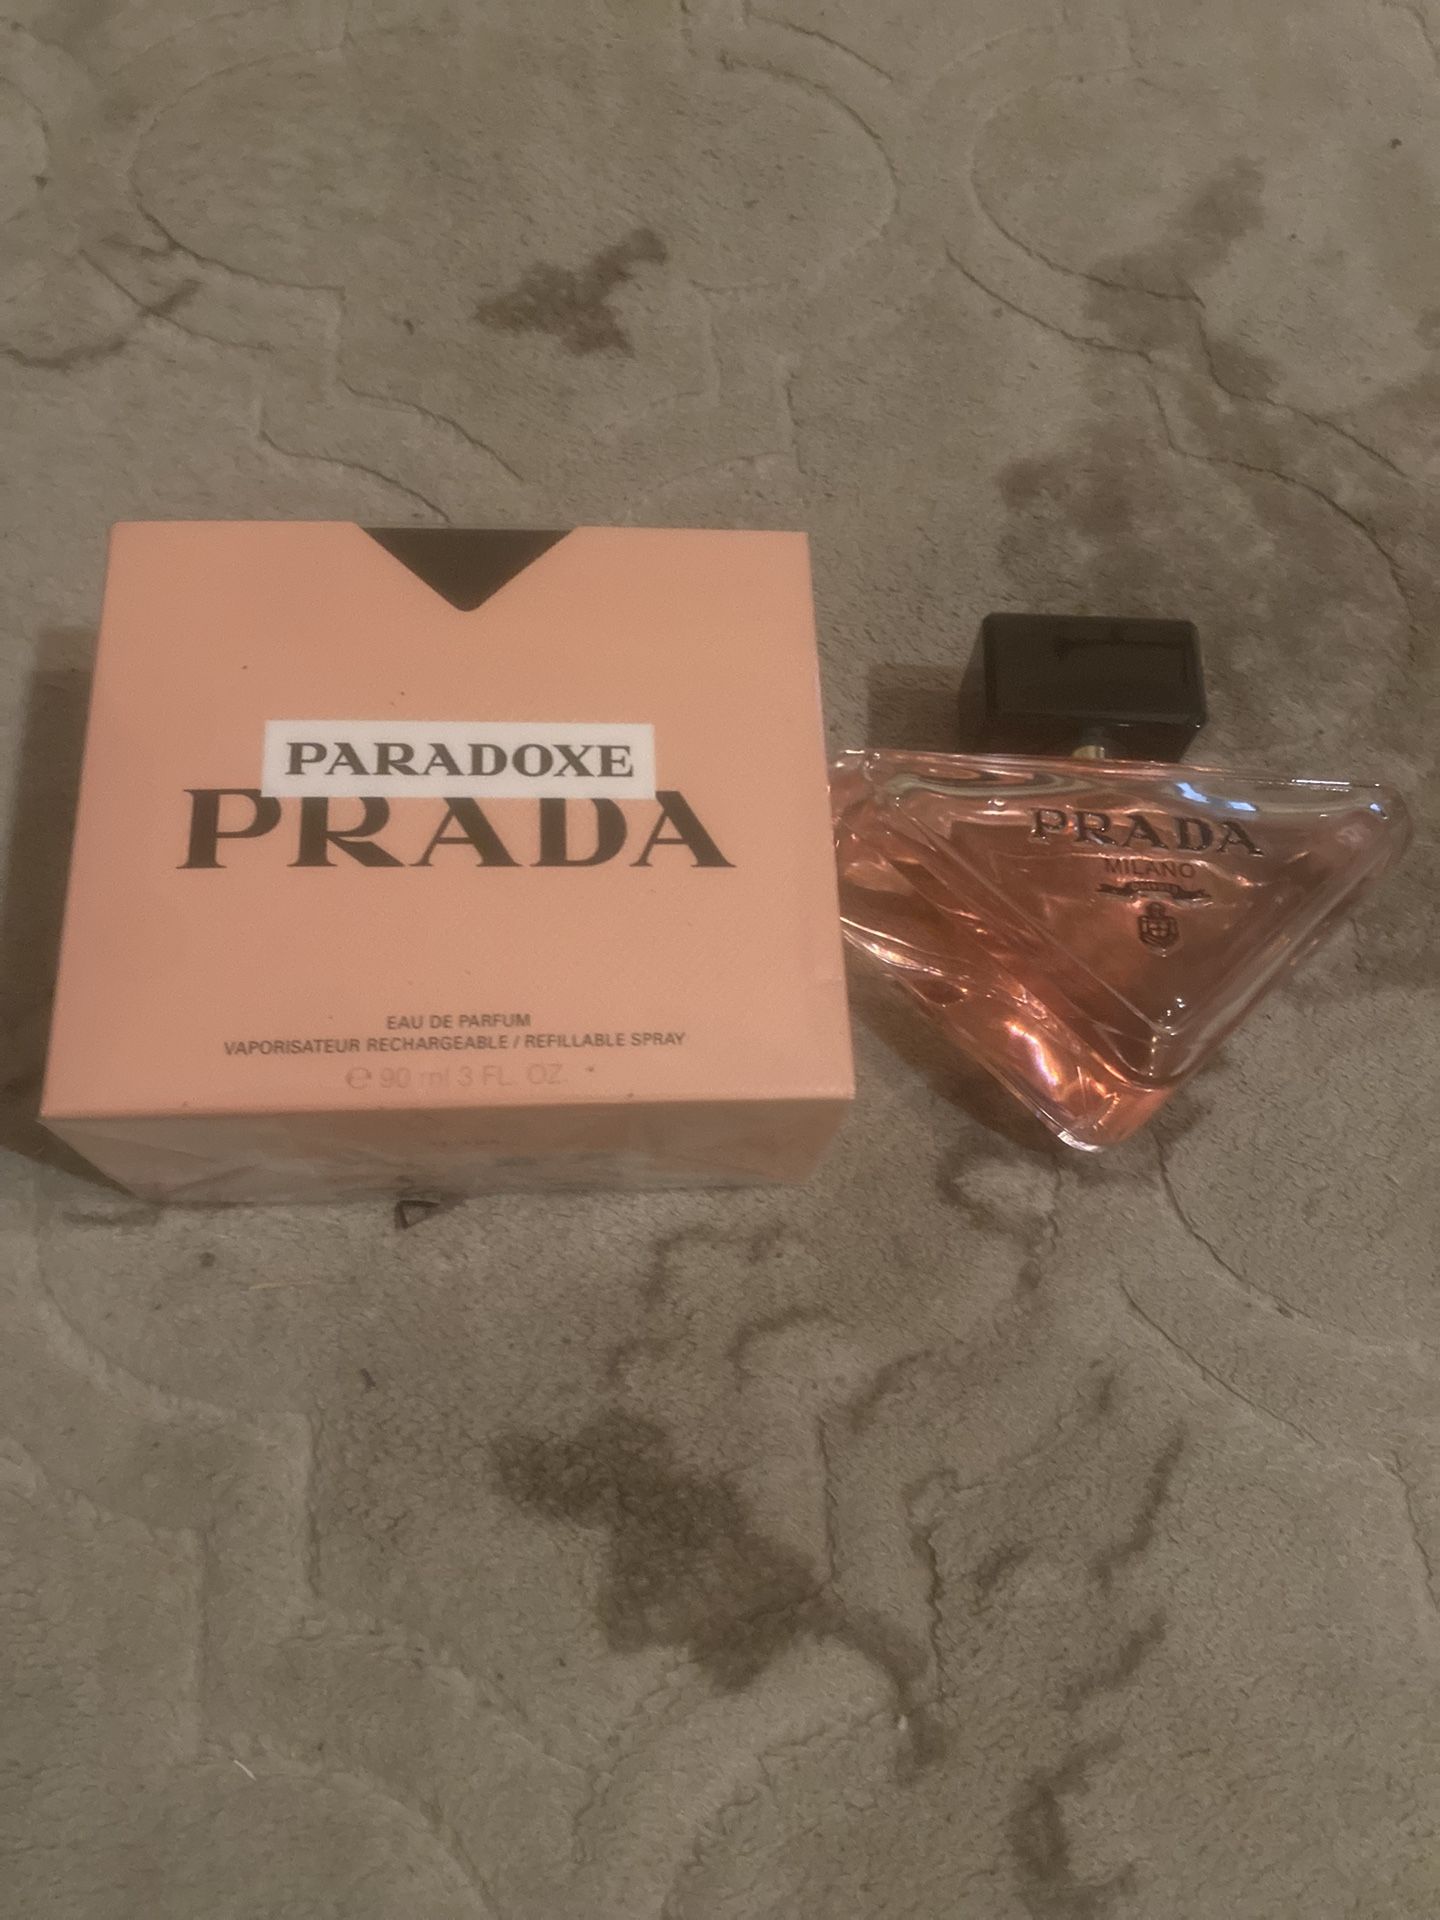 PARADOXE
PRADA
EAU DE PARFUM
VAPORISATEUR RECHARGEABLE / REFILLABLE SPRAY
℮ 90 ml 3 FL. OZ.
PRADA
MILANO